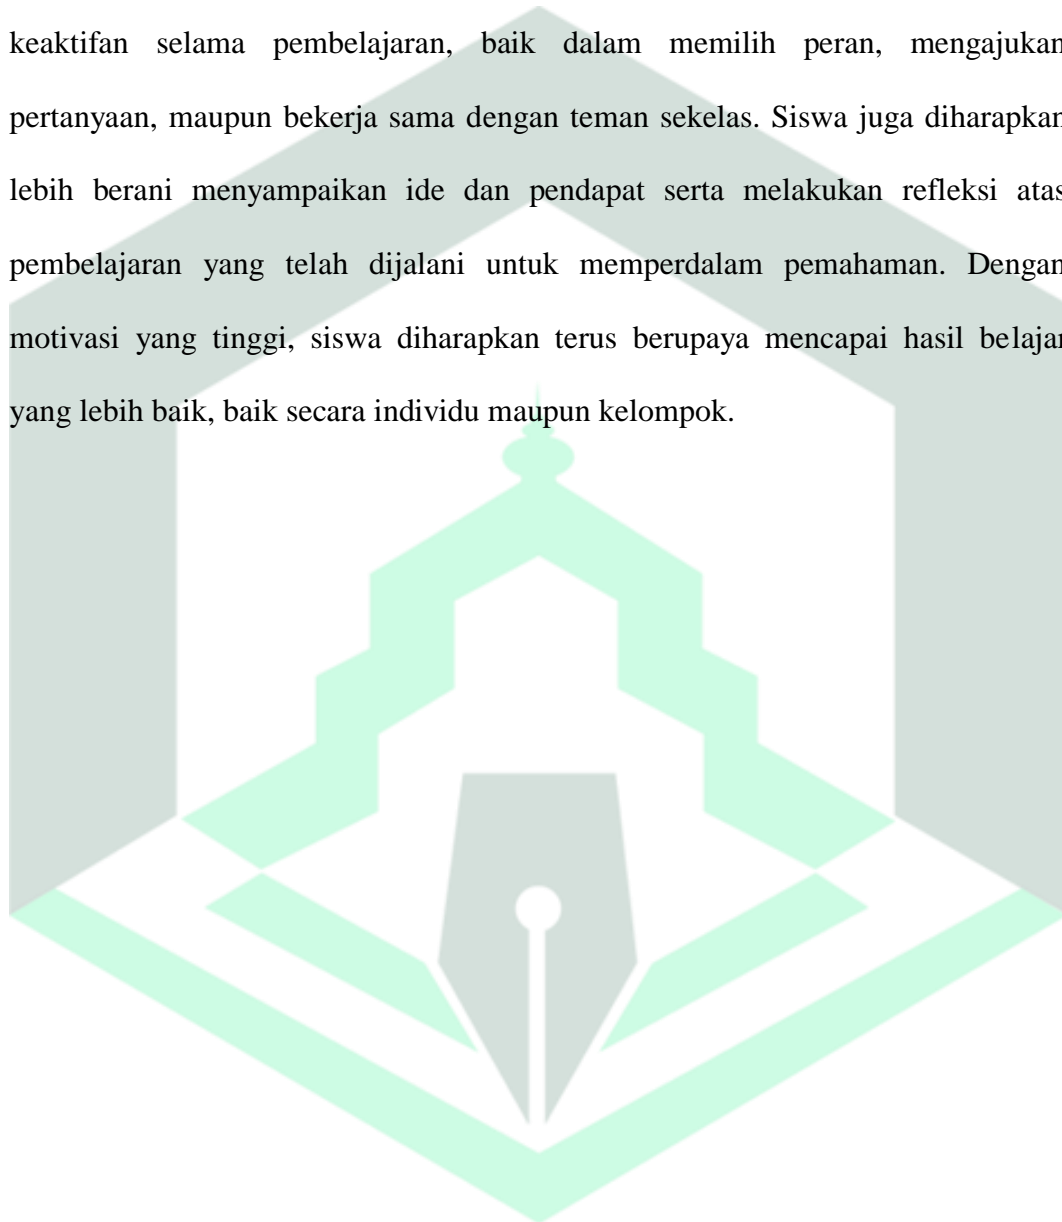 keaktifan selama pembelajaran, baik dalam memilih peran, mengajukan
pertanyaan, maupun bekerja sama dengan teman sekelas. Siswa juga diharapkan
lebih berani menyampaikan ide dan pendapat serta melakukan refleksi atas
pembelajaran yang telah dijalani untuk memperdalam pemahaman. Dengan
motivasi yang tinggi, siswa diharapkan terus berupaya mencapai hasil belajar
yang lebih baik, baik secara individu maupun kelompok.